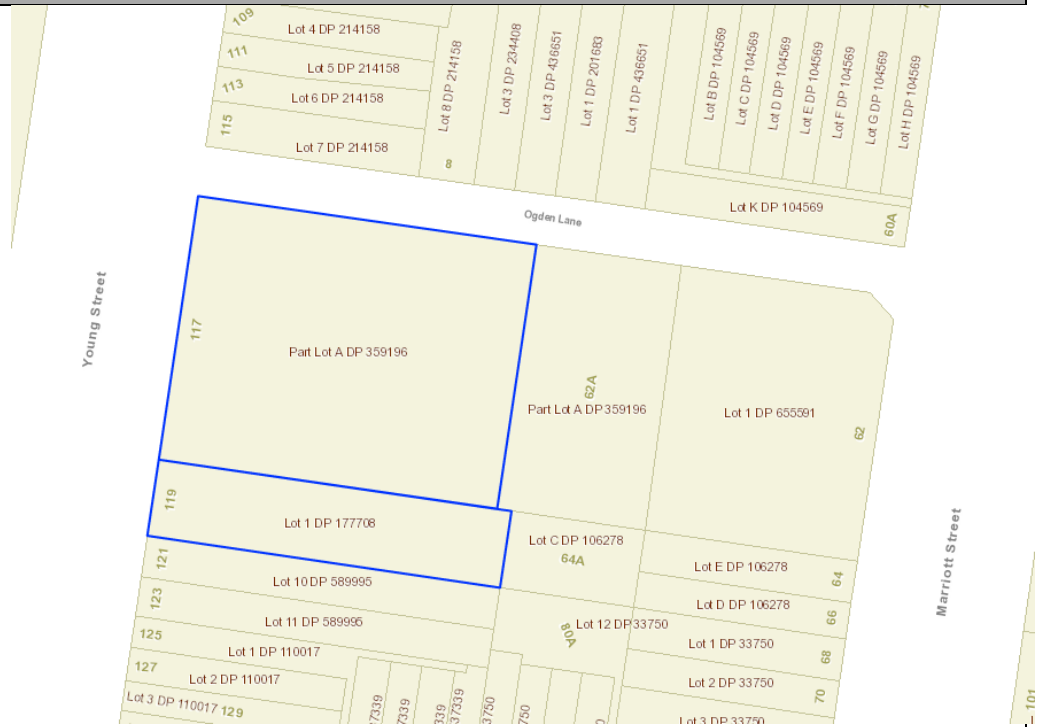 109
Lot 4 DP 214158
111
Lot 5 DP 214158
113
Lot 6 DP 214158
115
Lot 7 DP 214158
Lot 8 DP 214158
8
Lot 3 DP 234408
Lot 3 DP 436651
Lot 1 DP 201683
Lot 1 DP 436651
Lot B DP 104569
Lot C DP 104569
Lot D DP 104569
Lot E DP 104569
Lot F DP 104569
Lot G DP 104569
Lot H DP 104569
Lot K DP 104569
60A
Ogden Lane
Young Street
117
Part Lot A DP 359196
62A
Part Lot A DP 359196
Lot 1 DP 655591
62
119
Lot 1 DP 177708
Lot C DP 106278
64A
Lot E DP 106278
64
Marriott Street
121
Lot 10 DP 589995
Lot D DP 106278
66
123
Lot 11 DP 589995
80A
Lot 12 DP 33750
Lot 1 DP 33750
68
125
Lot 1 DP 110017
127
Lot 2 DP 110017
Lot 2 DP 33750
70
Lot 3 DP 110017
129
37339
37339
Lot 3 DP 33750
101